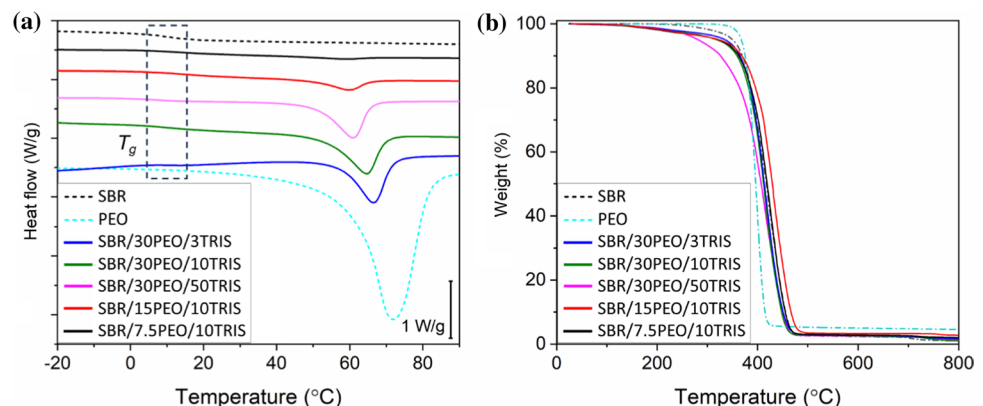 (a)
Heat flow (W/g)
Tg
SBR
PEO
SBR/30PEO/3TRIS
SBR/30PEO/10TRIS
SBR/30PEO/50TRIS
SBR/15PEO/10TRIS
SBR/7.5PEO/10TRIS
1 W/g
-20 0 20 40 60 80
Temperature (°C)
(b)
Weight (%)
100
80
60
40
20
0
SBR
PEO
SBR/30PEO/3TRIS
SBR/30PEO/10TRIS
SBR/30PEO/50TRIS
SBR/15PEO/10TRIS
SBR/7.5PEO/10TRIS
0 200 400 600 800
Temperature (°C)